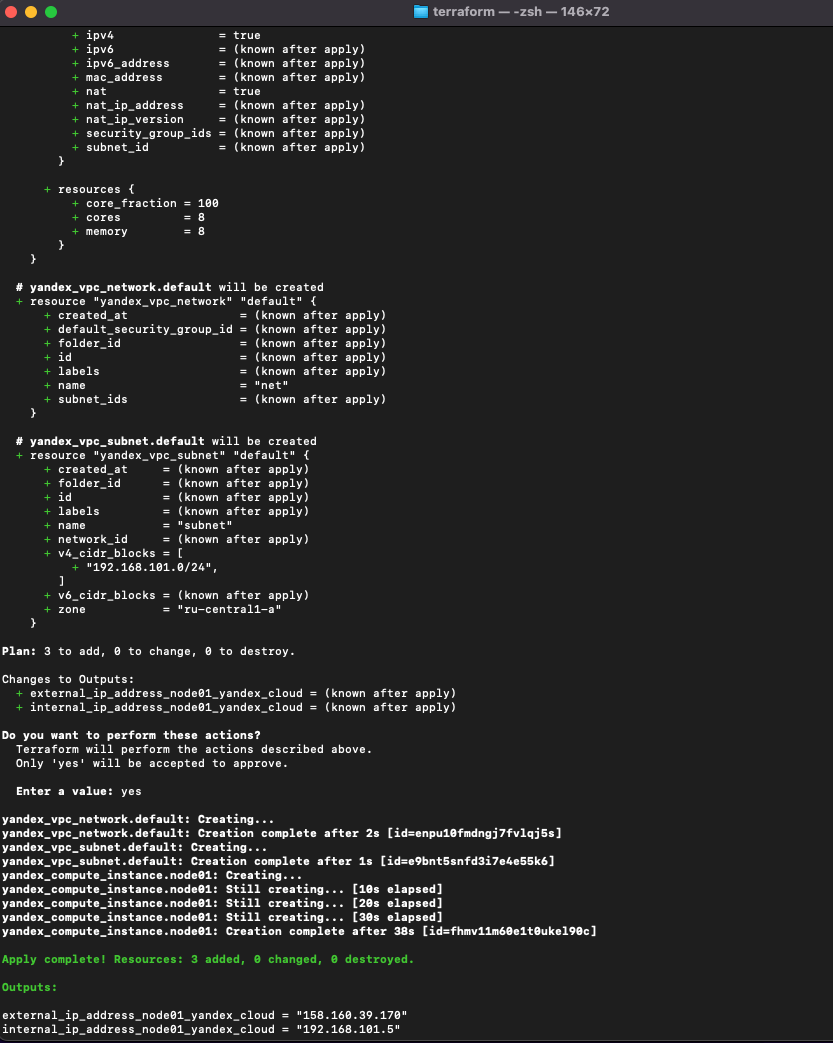 terraform — -zsh — 146×72
+ ipv4 = true
+ ipv6 = (known after apply)
+ ipv6_address = (known after apply)
+ mac_address = (known after apply)
+ nat = true
+ nat_ip_address = (known after apply)
+ nat_ip_version = (known after apply)
+ security_group_ids = (known after apply)
+ subnet_id = (known after apply)
}
+ resources {
+ core_fraction = 100
+ cores = 8
+ memory = 8
}
}
# yandex_vpc_network.default will be created
+ resource "yandex_vpc_network" "default" {
+ created_at = (known after apply)
+ default_security_group_id = (known after apply)
+ folder_id = (known after apply)
+ id = (known after apply)
+ labels = (known after apply)
+ name = "net"
+ subnet_ids = (known after apply)
}
# yandex_vpc_subnet.default will be created
+ resource "yandex_vpc_subnet" "default" {
+ created_at = (known after apply)
+ folder_id = (known after apply)
+ id = (known after apply)
+ labels = (known after apply)
+ name = "subnet"
+ network_id = (known after apply)
+ v4_cidr_blocks = [
+ "192.168.101.0/24",
]
+ v6_cidr_blocks = (known after apply)
+ zone = "ru-central1-a"
}
Plan: 3 to add, 0 to change, 0 to destroy.
Changes to Outputs:
+ external_ip_address_node01_yandex_cloud = (known after apply)
+ internal_ip_address_node01_yandex_cloud = (known after apply)
Do you want to perform these actions?
Terraform will perform the actions described above.
Only 'yes' will be accepted to approve.
Enter a value: yes
yandex_vpc_network.default: Creating...
yandex_vpc_network.default: Creation complete after 2s [id=enpu10fmdngj7fvlqj5s]
yandex_vpc_subnet.default: Creating...
yandex_vpc_subnet.default: Creation complete after 1s [id=e9bnt5snfd3i7e4e55k6]
yandex_compute_instance.node01: Creating...
yandex_compute_instance.node01: Still creating... [10s elapsed]
yandex_compute_instance.node01: Still creating... [20s elapsed]
yandex_compute_instance.node01: Still creating... [30s elapsed]
yandex_compute_instance.node01: Creation complete after 38s [id=fhmv11m60e1t0ukel90c]
Apply complete! Resources: 3 added, 0 changed, 0 destroyed.
Outputs:
external_ip_address_node01_yandex_cloud = "158.160.39.170"
internal_ip_address_node01_yandex_cloud = "192.168.101.5"